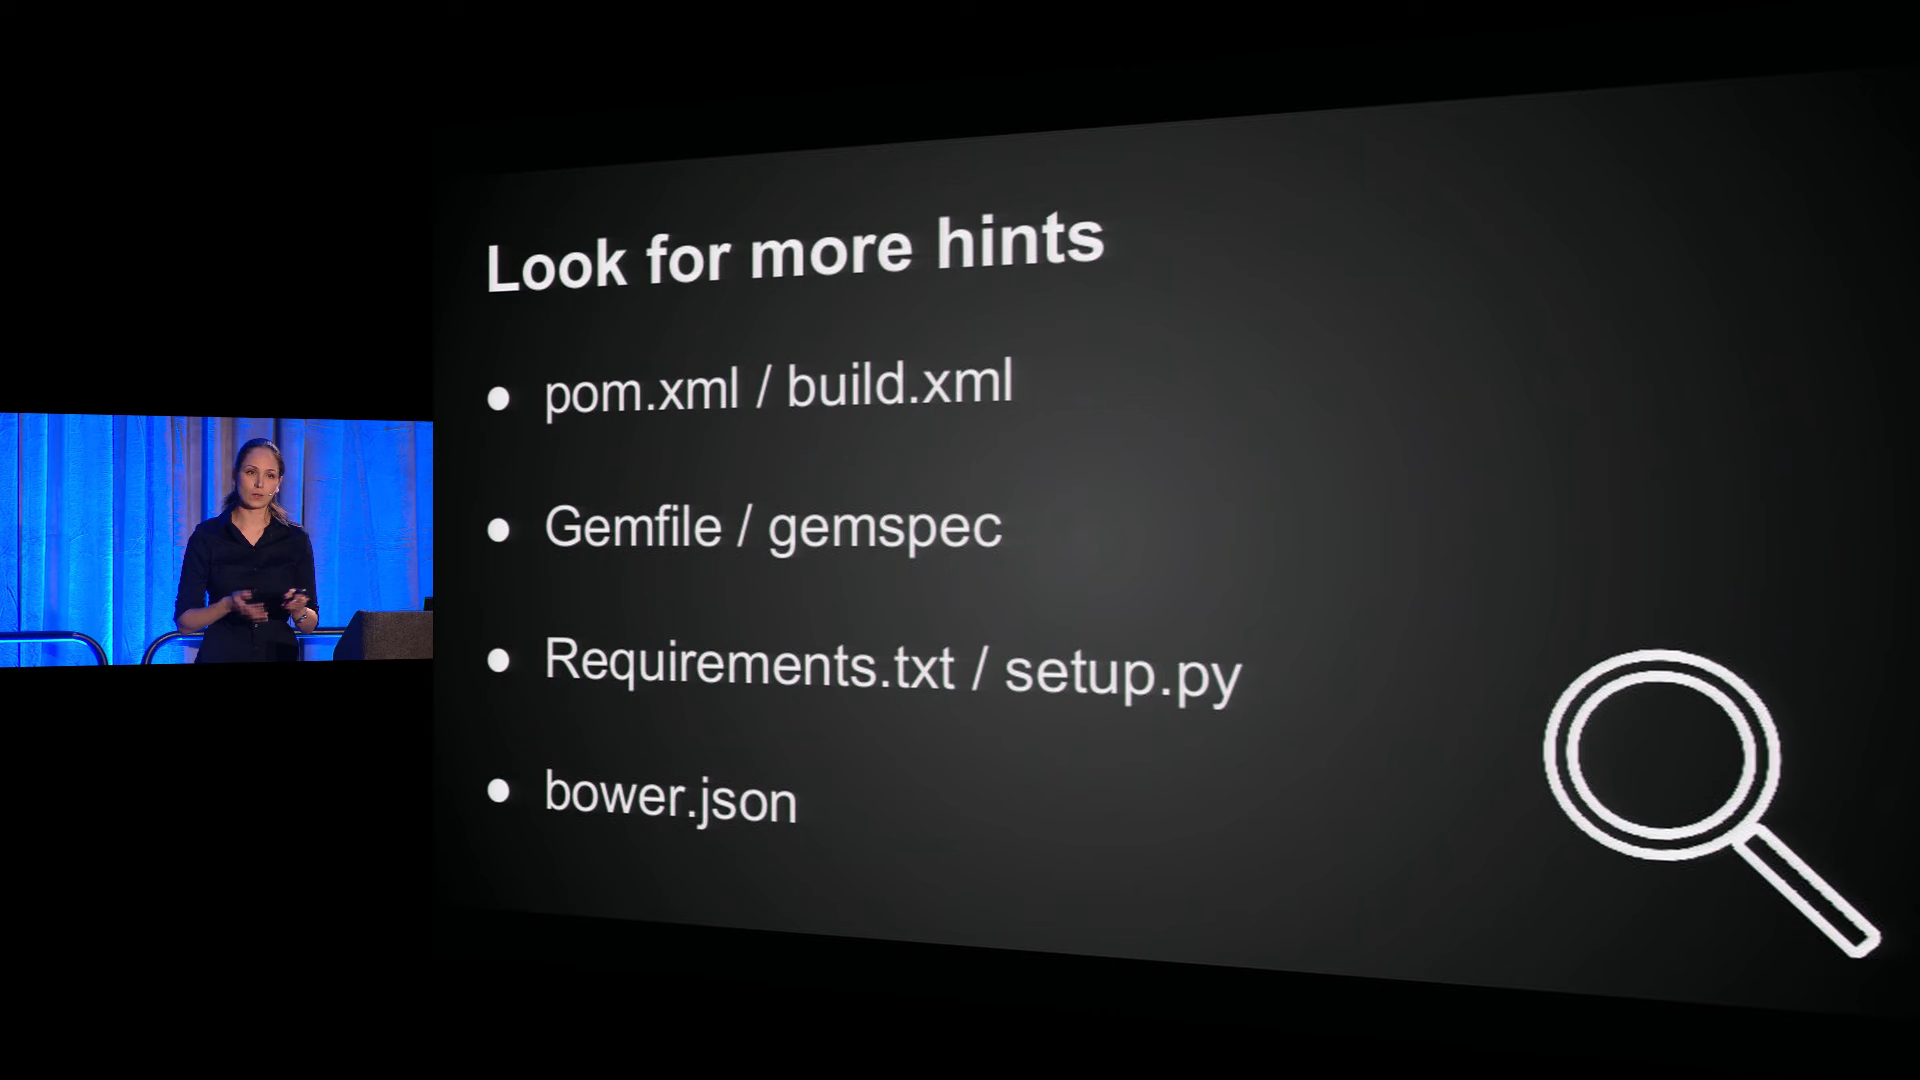 Look for more hints
• pom.xml / build.xml
• Gemfile / gemspec
• Requirements.txt / setup.py
• bower.json